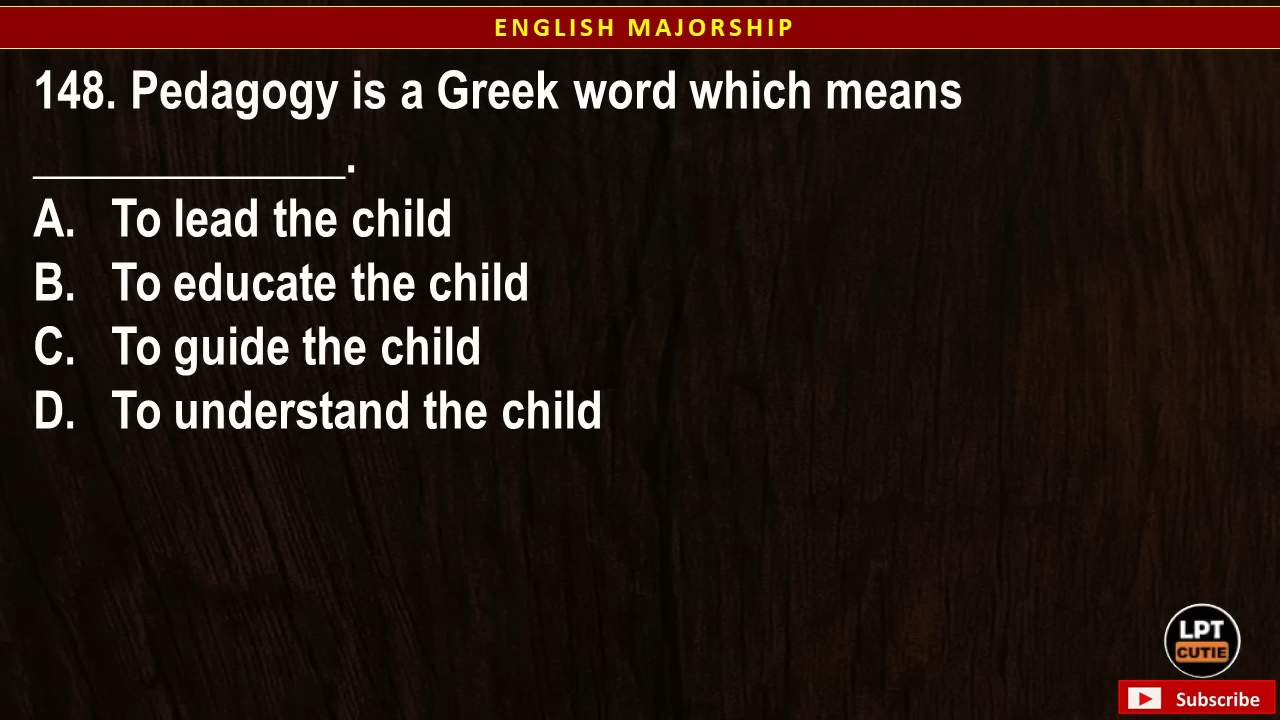 ENGLISH MAJORSHIP
148. Pedagogy is a Greek word which means
______________.
A. To lead the child
B. To educate the child
C. To guide the child
D. To understand the child
LPT
CUTIE
Subscribe